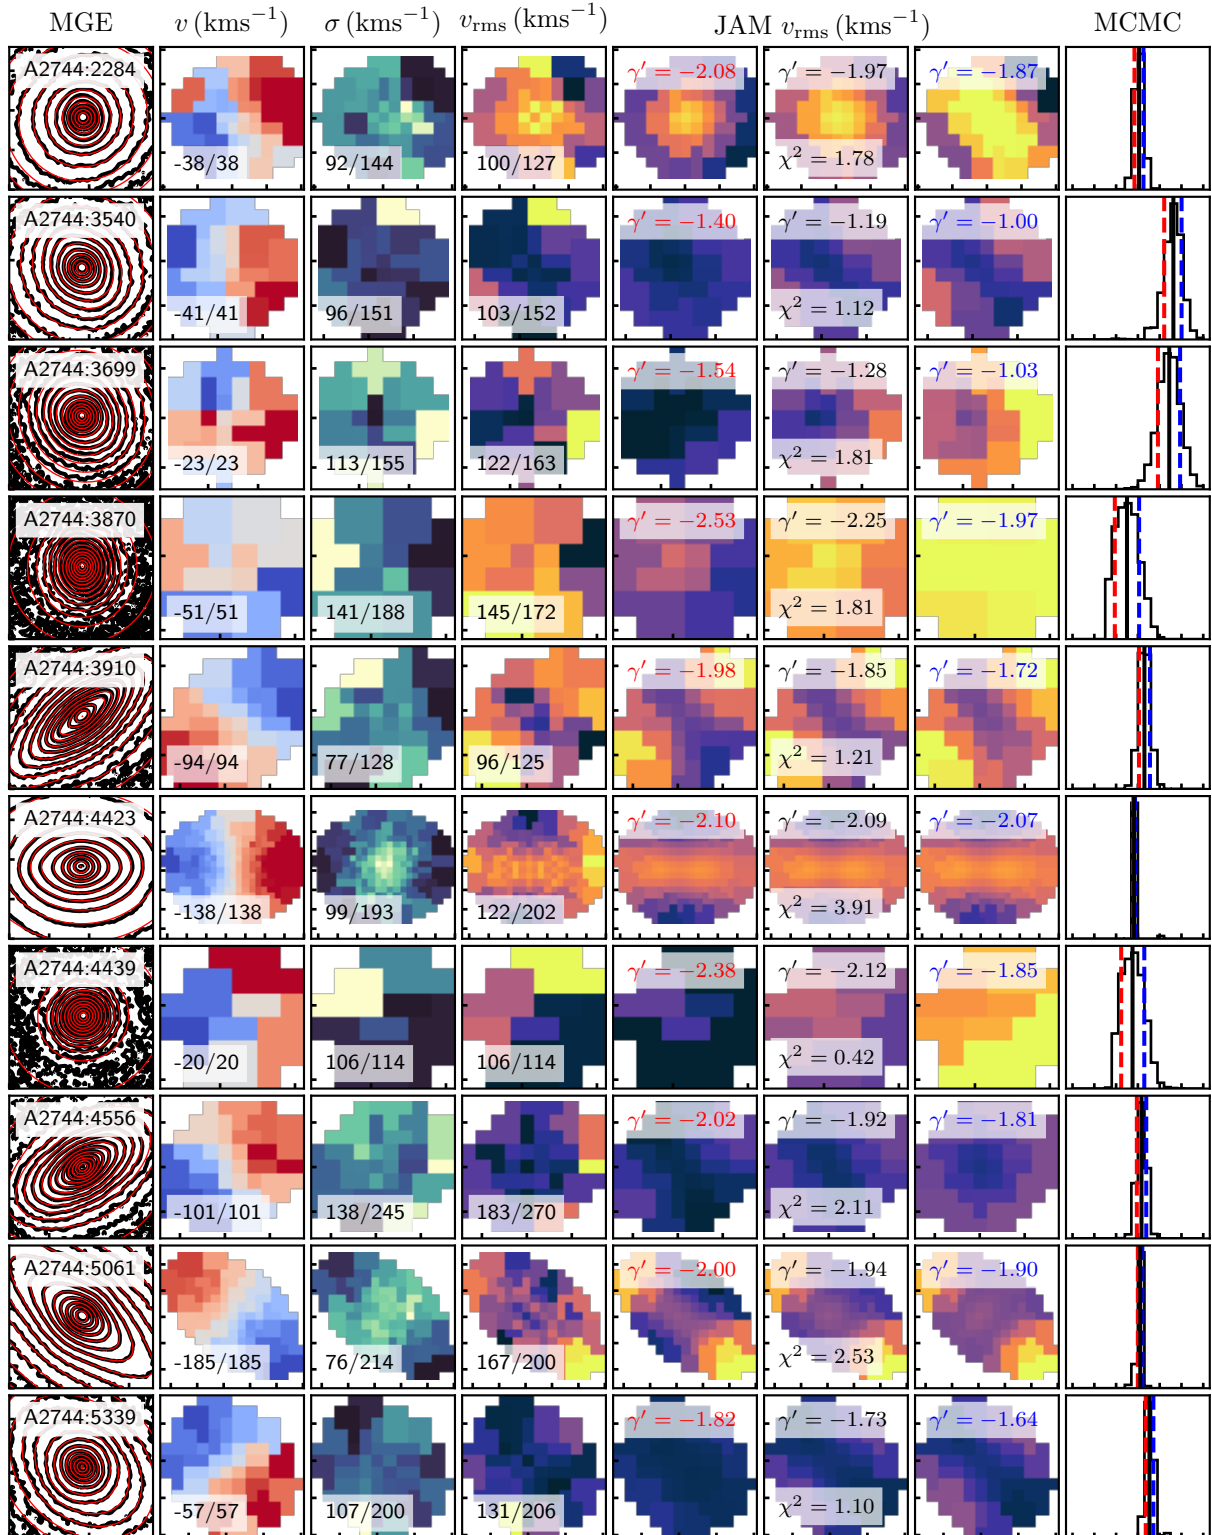 MGE v (kms⁻¹) σ (kms⁻¹) v_rms (kms⁻¹) JAM v_rms (kms⁻¹) MCMC
A2744:2284 γ′ = −2.08 γ′ = −1.97 γ′ = −1.87
-38/38 92/144 100/127 χ² = 1.78
A2744:3540 γ′ = −1.40 γ′ = −1.19 γ′ = −1.00
-41/41 96/151 103/152 χ² = 1.12
A2744:3699 γ′ = −1.54 γ′ = −1.28 γ′ = −1.03
-23/23 113/155 122/163 χ² = 1.81
A2744:3870 γ′ = −2.53 γ′ = −2.25 γ′ = −1.97
-51/51 141/188 145/172 χ² = 1.81
A2744:3910 γ′ = −1.98 γ′ = −1.85 γ′ = −1.72
-94/94 77/128 96/125 χ² = 1.21
A2744:4423 γ′ = −2.10 γ′ = −2.09 γ′ = −2.07
-138/138 99/193 122/202 χ² = 3.91
A2744:4439 γ′ = −2.38 γ′ = −2.12 γ′ = −1.85
-20/20 106/114 106/114 χ² = 0.42
A2744:4556 γ′ = −2.02 γ′ = −1.92 γ′ = −1.81
-101/101 138/245 183/270 χ² = 2.11
A2744:5061 γ′ = −2.00 γ′ = −1.94 γ′ = −1.90
-185/185 76/214 167/200 χ² = 2.53
A2744:5339 γ′ = −1.82 γ′ = −1.73 γ′ = −1.64
-57/57 107/200 131/206 χ² = 1.10